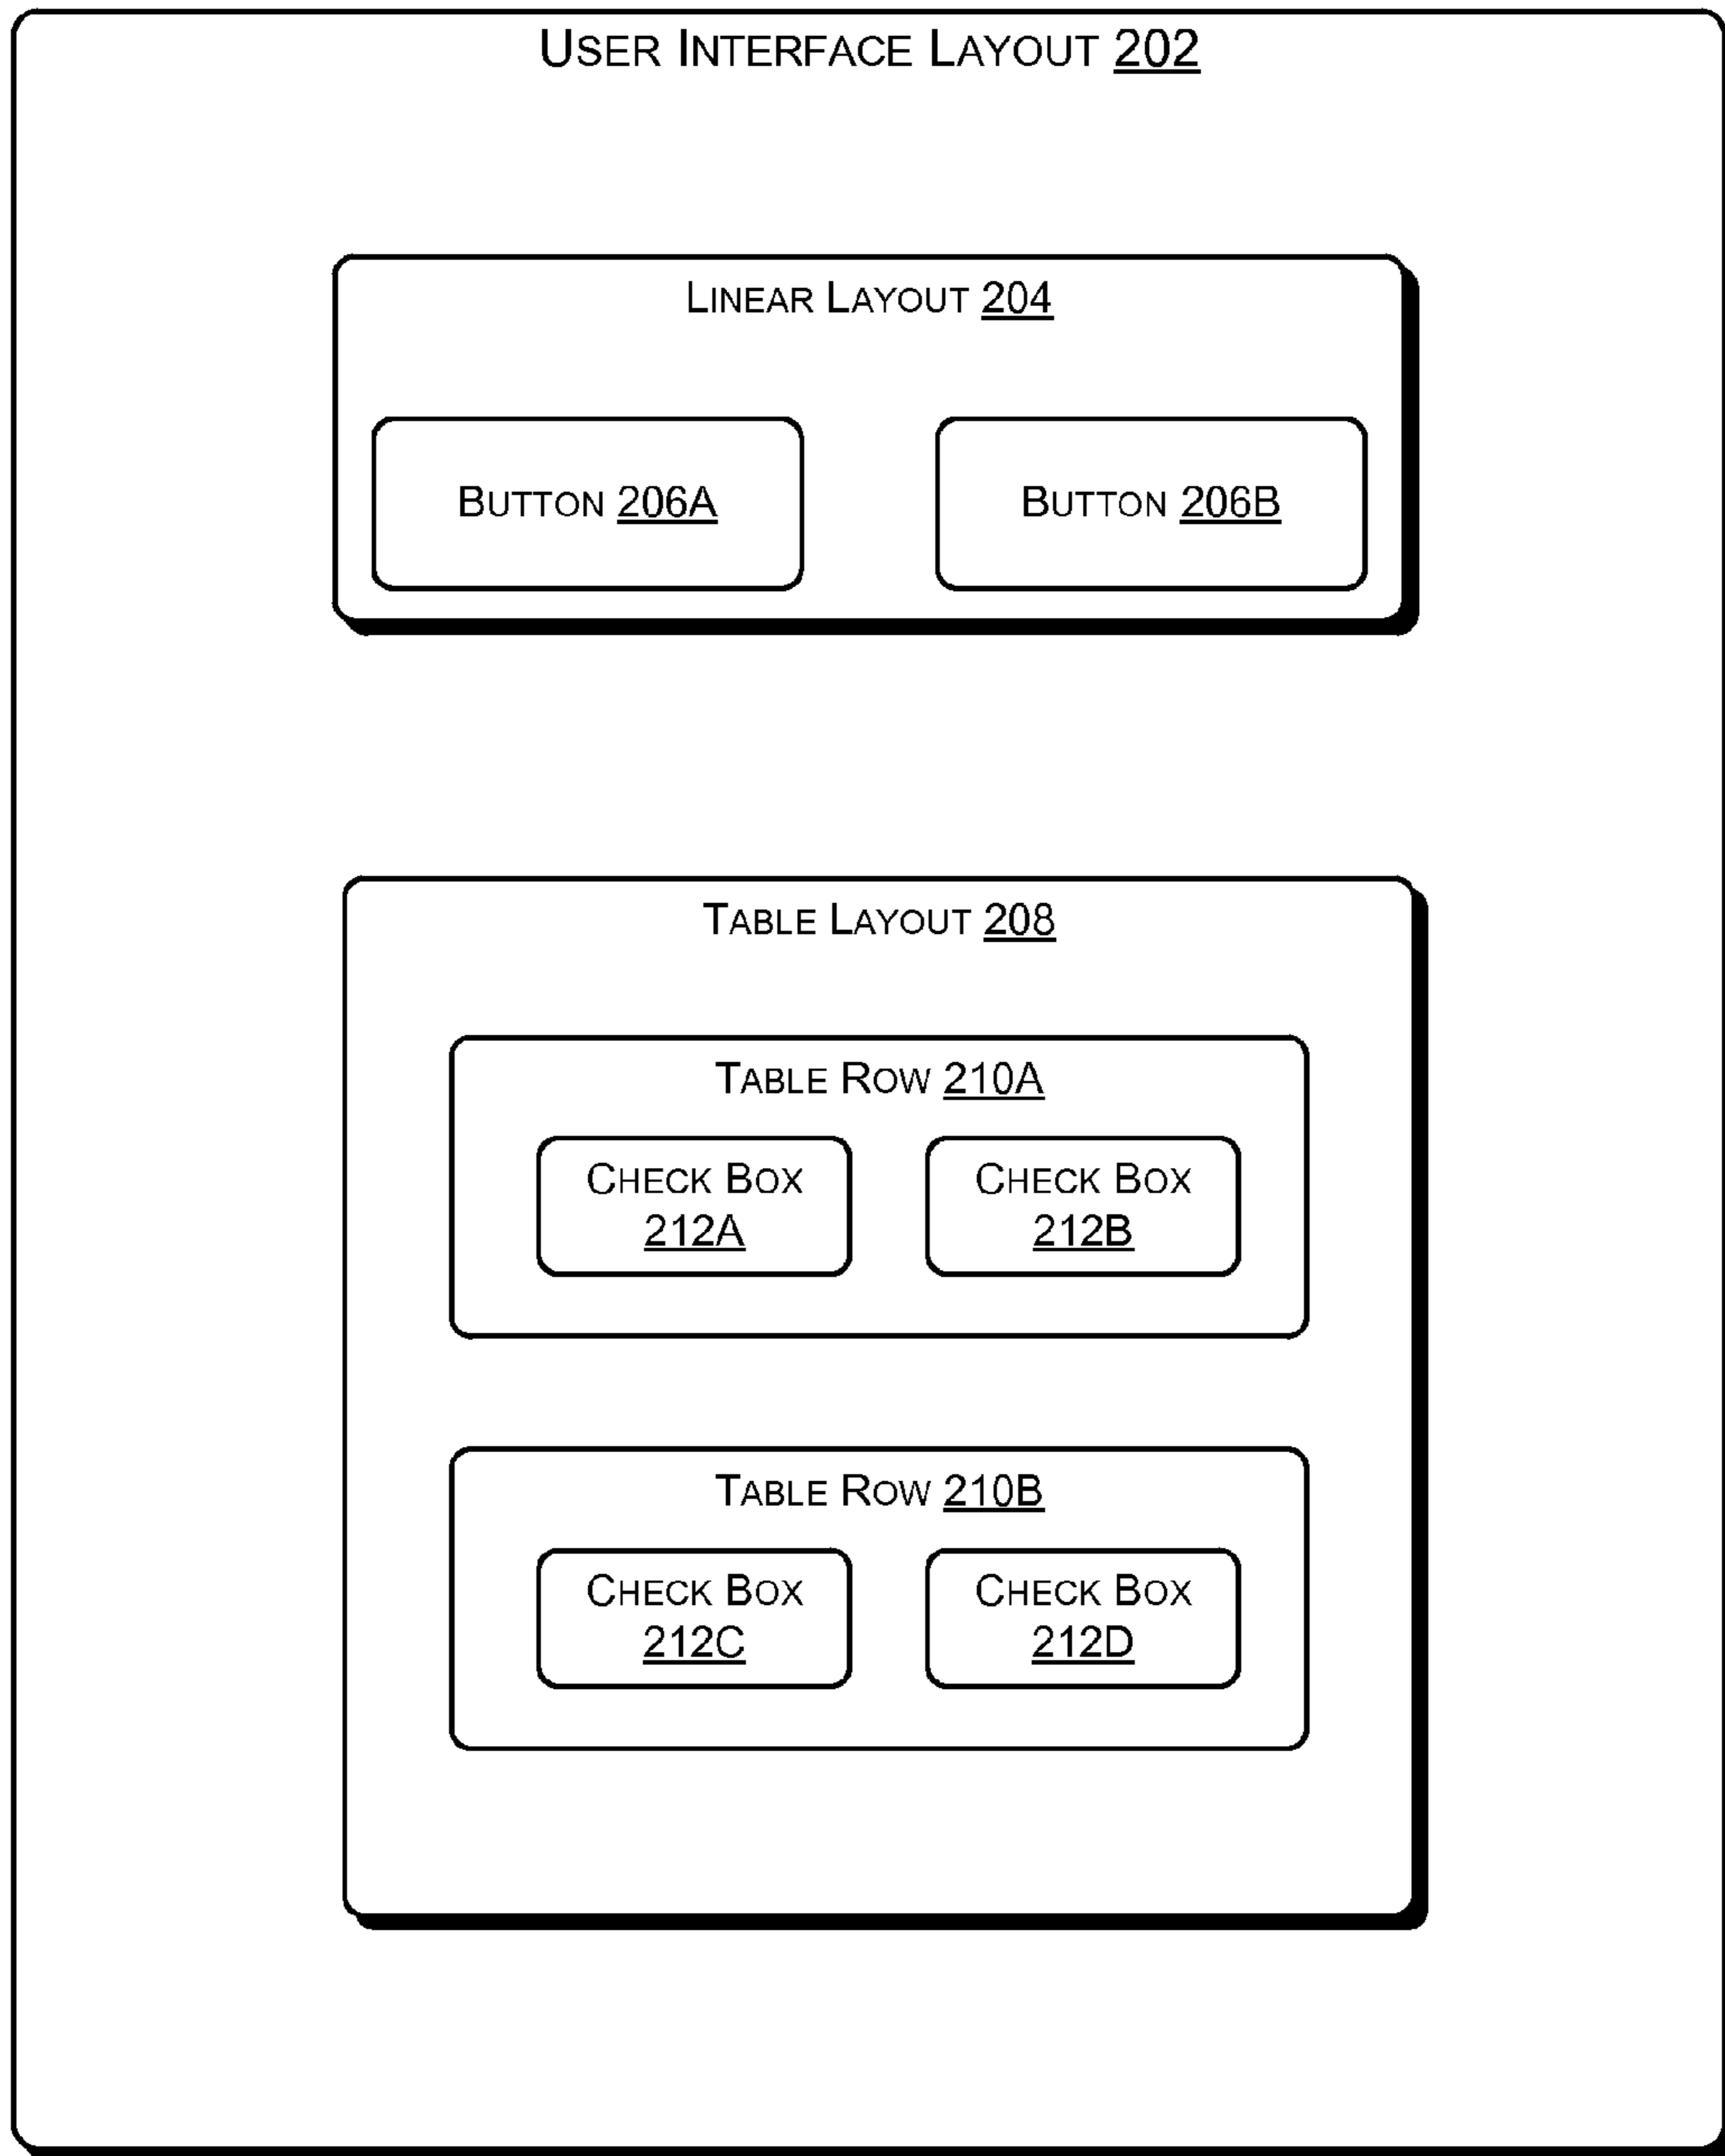 USER INTERFACE LAYOUT 202
LINEAR LAYOUT 204
BUTTON 206A
BUTTON 206B
TABLE LAYOUT 208
TABLE ROW 210A
CHECK BOX
212A
CHECK BOX
212B
TABLE ROW 210B
CHECK BOX
212C
CHECK BOX
212D